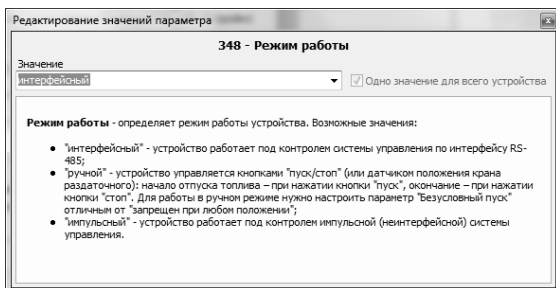 Редактирование значений параметра
348 - Режим работы
Значение
интерфейсный
Одно значение для всего устройства
Режим работы - определяет режим работы устройства. Возможные значения:
• "интерфейсный" - устройство работает под контролем системы управления по интерфейсу RS-
485;
• "ручной" - устройство управляется кнопками "пуск/стоп" (или датчиком положения крана
раздаточного): начало отпуска топлива – при нажатии кнопки "пуск", окончание – при нажатии
кнопки "стоп". Для работы в ручном режиме нужно настроить параметр "Безусловный пуск"
отличным от "запрещен при любом положении";
• "импульсный" - устройство работает под контролем импульсной (неинтерфейсной) системы
управления.